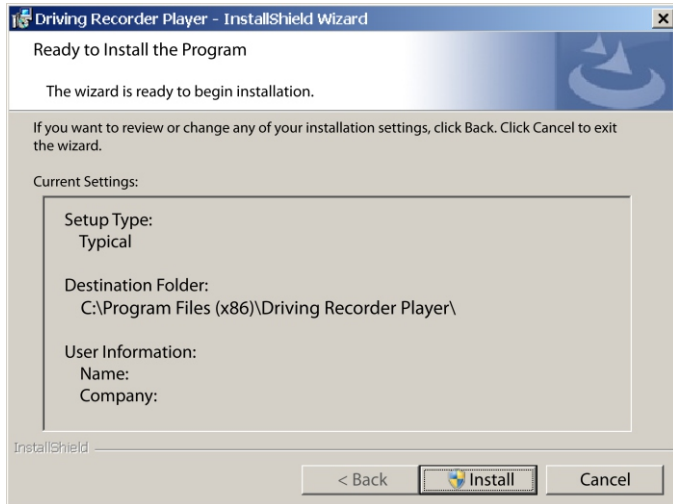 Driving Recorder Player - InstallShield Wizard
Ready to Install the Program
The wizard is ready to begin installation.
If you want to review or change any of your installation settings, click Back. Click Cancel to exit
the wizard.
Current Settings:
Setup Type:
Typical
Destination Folder:
C:\Program Files (x86)\Driving Recorder Player\
User Information:
Name:
Company:
InstallShield
< Back Install Cancel